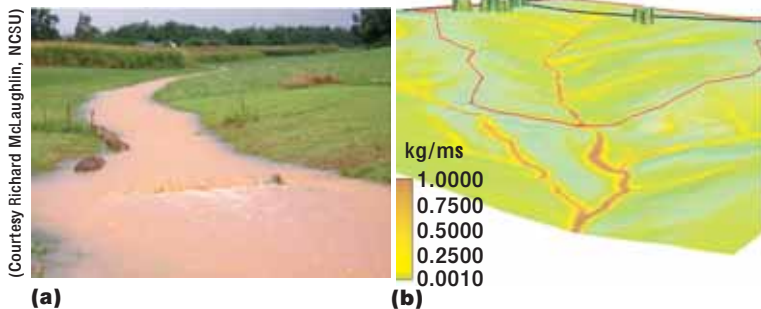 (Courtesy Richard McLaughlin, NCSU)
kg/ms
1.0000
0.7500
0.5000
0.2500
0.0010
(a)
(b)